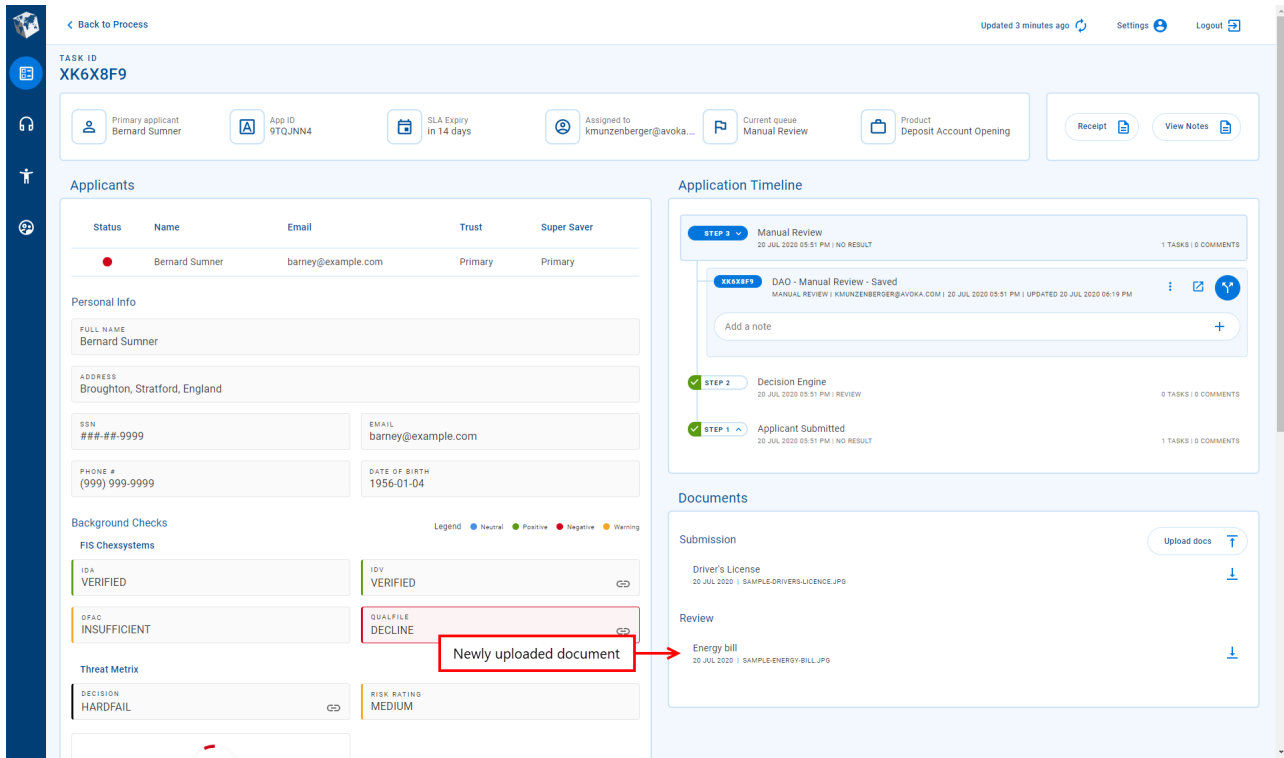 Back to Process
Updated 3 minutes ago
Settings
Logout
TASK ID
XK6X8F9
Primary applicant
Bernard Sumner
App ID
9TQJNN4
SLA Expiry
in 14 days
Assigned to
kmunzenberger@avoka...
Current queue
Manual Review
Product
Deposit Account Opening
Receipt
View Notes
Applicants
Status Name Email Trust Super Saver
Bernard Sumner barney@example.com Primary Primary
Personal Info
FULL NAME
Bernard Sumner
ADDRESS
Broughton, Stratford, England
SSN
###-##-9999
EMAIL
barney@example.com
PHONE #
(999) 999-9999
DATE OF BIRTH
1956-01-04
Background Checks
Legend Neutral Positive Negative Warning
FIS Chexsystems
IDA
VERIFIED
IDV
VERIFIED
OFAC
INSUFFICIENT
QUALFILE
DECLINE
Threat Metrix
DECISION
HARDFAIL
RISK RATING
MEDIUM
Application Timeline
STEP 3 Manual Review
20 JUL 2020 05:51 PM | NO RESULT 1 TASKS | 0 COMMENTS
XK6X8F9 DAO - Manual Review - Saved
MANUAL REVIEW | KMUNZENBERGER@AVOKA.COM | 20 JUL 2020 05:51 PM | UPDATED 20 JUL 2020 06:19 PM
Add a note
STEP 2 Decision Engine
20 JUL 2020 05:51 PM | REVIEW 0 TASKS | 0 COMMENTS
STEP 1 Applicant Submitted
20 JUL 2020 05:51 PM | NO RESULT 1 TASKS | 0 COMMENTS
Documents
Submission
Upload docs
Driver's License
20 JUL 2020 | SAMPLE-DRIVERS-LICENCE.JPG
Review
Newly uploaded document
Energy bill
20 JUL 2020 | SAMPLE-ENERGY-BILL.JPG